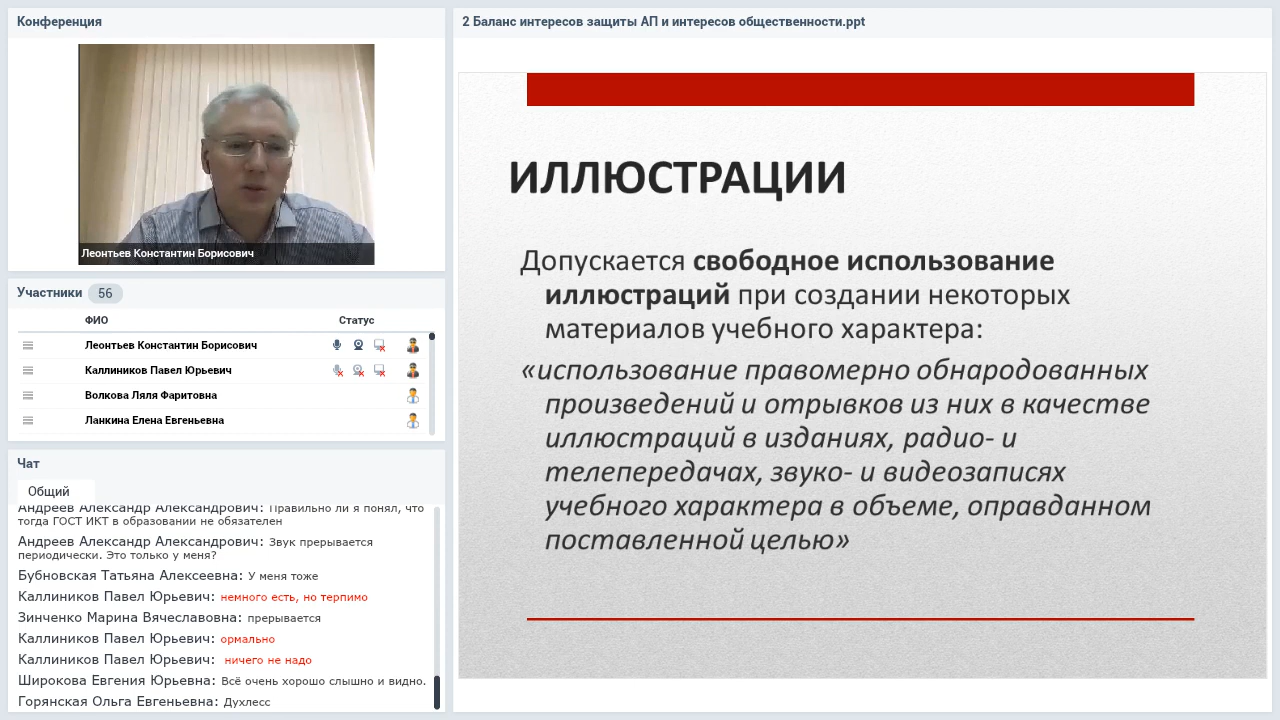 Конференция
Леонтьев Константин Борисович
Участники 56
ФИО Статус
Леонтьев Константин Борисович
Каллиников Павел Юрьевич
Волкова Ляля Фаритовна
Ланкина Елена Евгеньевна
Чат
Общий
Андреев Александр Александрович: Правильно ли я понял, что
тогда ГОСТ ИКТ в образовании не обязателен
Андреев Александр Александрович: Звук прерывается
периодически. Это только у меня?
Бубновская Татьяна Алексеевна: У меня тоже
Каллиников Павел Юрьевич: немного есть, но терпимо
Зинченко Марина Вячеславовна: прерывается
Каллиников Павел Юрьевич: ормально
Каллиников Павел Юрьевич: ничего не надо
Широкова Евгения Юрьевна: Всё очень хорошо слышно и видно.
Горянская Ольга Евгеньевна: Духлесс
2 Баланс интересов защиты АП и интересов общественности.ppt
ИЛЛЮСТРАЦИИ
Допускается свободное использование
иллюстраций при создании некоторых
материалов учебного характера:
«использование правомерно обнародованных
произведений и отрывков из них в качестве
иллюстраций в изданиях, радио- и
телепередачах, звуко- и видеозаписях
учебного характера в объеме, оправданном
поставленной целью»